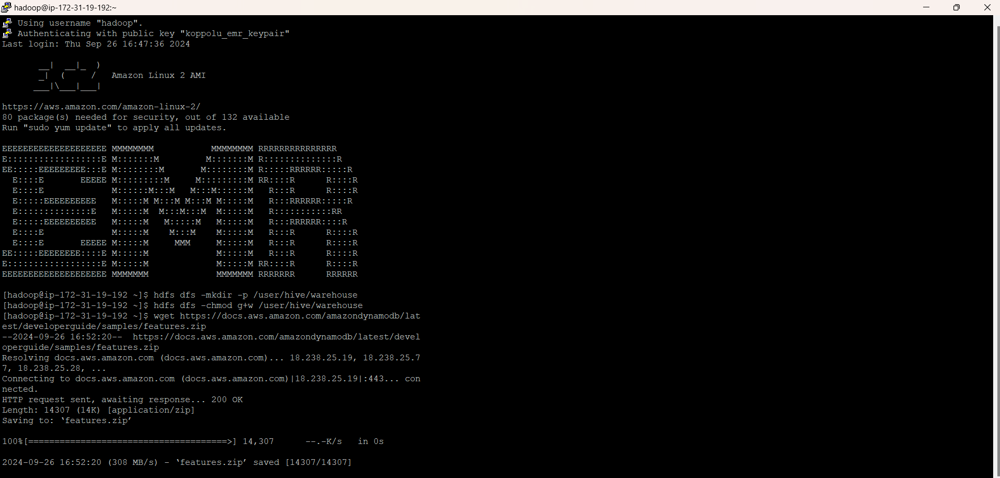 hadoop@ip-172-31-19-192:~
Using username "hadoop".
Authenticating with public key "koppolu_emr_keypair"
Last login: Thu Sep 26 16:47:36 2024

       __|  __|_  )
       _|  (     /   Amazon Linux 2 AMI
      ___|\___|___|

https://aws.amazon.com/amazon-linux-2/
80 package(s) needed for security, out of 132 available
Run "sudo yum update" to apply all updates.

EEEEEEEEEEEEEEEEEEEE MMMMMMMM           MMMMMMMM RRRRRRRRRRRRRRR
E::::::::::::::::::E M:::::::M         M:::::::M R::::::::::::::R
EE:::::EEEEEEEEE:::E M::::::::M       M::::::::M R:::::RRRRRR:::::R
  E::::E       EEEEE M:::::::::M     M:::::::::M RR::::R      R::::R
  E::::E             M::::::M:::M   M:::M::::::M   R:::R      R::::R
  E:::::EEEEEEEEEE   M:::::M M:::M M:::M M:::::M   R:::RRRRRR:::::R
  E::::::::::::::E   M:::::M  M:::M:::M  M:::::M   R:::::::::::RR
  E:::::EEEEEEEEEE   M:::::M   M:::::M   M:::::M   R:::RRRRRR::::R
  E::::E             M:::::M    M:::M    M:::::M   R:::R      R::::R
  E::::E       EEEEE M:::::M     MMM     M:::::M   R:::R      R::::R
EE:::::EEEEEEEE::::E M:::::M             M:::::M   R:::R      R::::R
E::::::::::::::::::E M:::::M             M:::::M RR::::R      R::::R
EEEEEEEEEEEEEEEEEEEE MMMMMMM             MMMMMMM RRRRRRR      RRRRRR

[hadoop@ip-172-31-19-192 ~]$ hdfs dfs -mkdir -p /user/hive/warehouse
[hadoop@ip-172-31-19-192 ~]$ hdfs dfs -chmod g+w /user/hive/warehouse
[hadoop@ip-172-31-19-192 ~]$ wget https://docs.aws.amazon.com/amazondynamodb/lat
est/developerguide/samples/features.zip
--2024-09-26 16:52:20--  https://docs.aws.amazon.com/amazondynamodb/latest/devel
operguide/samples/features.zip
Resolving docs.aws.amazon.com (docs.aws.amazon.com)... 18.238.25.19, 18.238.25.7
7, 18.238.25.28, ...
Connecting to docs.aws.amazon.com (docs.aws.amazon.com)|18.238.25.19|:443... con
nected.
HTTP request sent, awaiting response... 200 OK
Length: 14307 (14K) [application/zip]
Saving to: ‘features.zip’

100%[======================================>] 14,307      --.-K/s   in 0s

2024-09-26 16:52:20 (308 MB/s) - ‘features.zip’ saved [14307/14307]